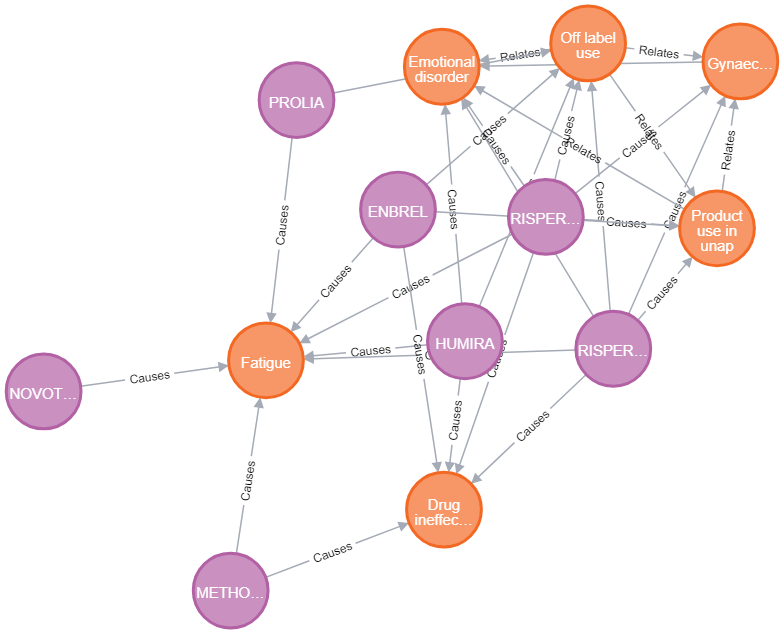 Off label
use
Emotional
disorder
Relates
Relates
Gynaec...
PROLIA
Causes
Causes
Causes
Relates
Causes
Relates
Relates
ENBREL
RISPER...
Causes
Causes
Causes
Causes
Causes
Product
use in
unap
Causes
Causes
Causes
Causes
HUMIRA
RISPER...
Causes
Causes
Fatigue
NOVOT...
Causes
Causes
Causes
Causes
Drug
ineffec...
Causes
METHO...